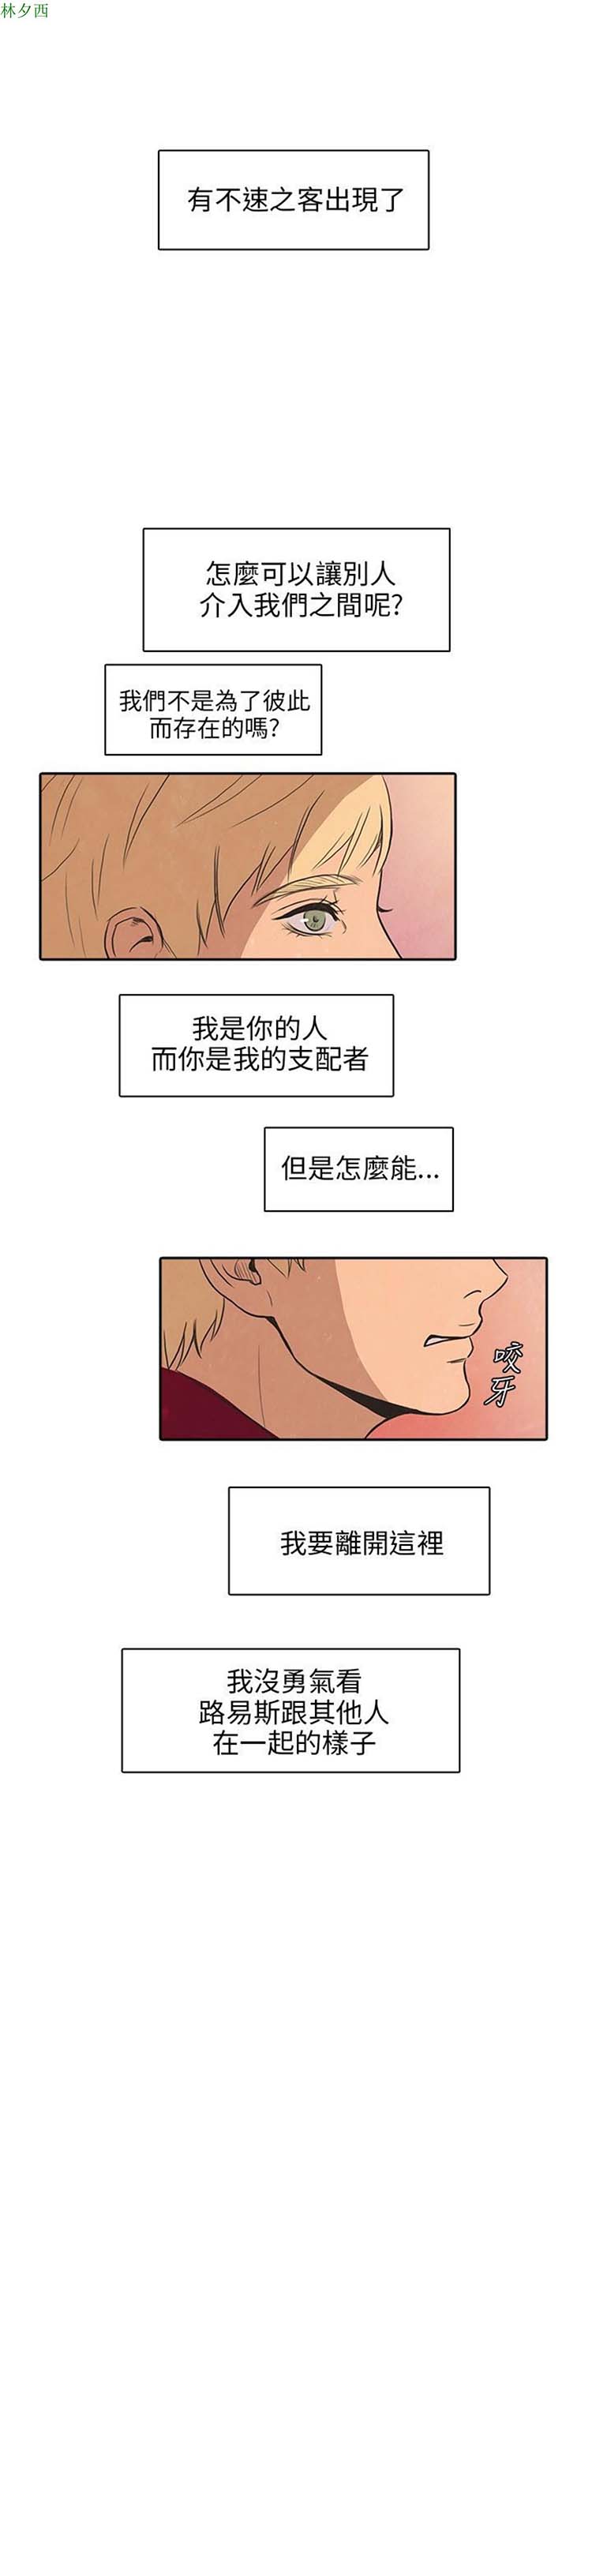 林夕西
有不速之客出現了
怎麼可以讓別人
介入我們之間呢?
我們不是為了彼此
而存在的嗎?
我是你的人
而你是我的支配者
但是怎麼能...
咬牙
我要離開這裡
我沒勇氣看
路易斯跟其他人
在一起的樣子